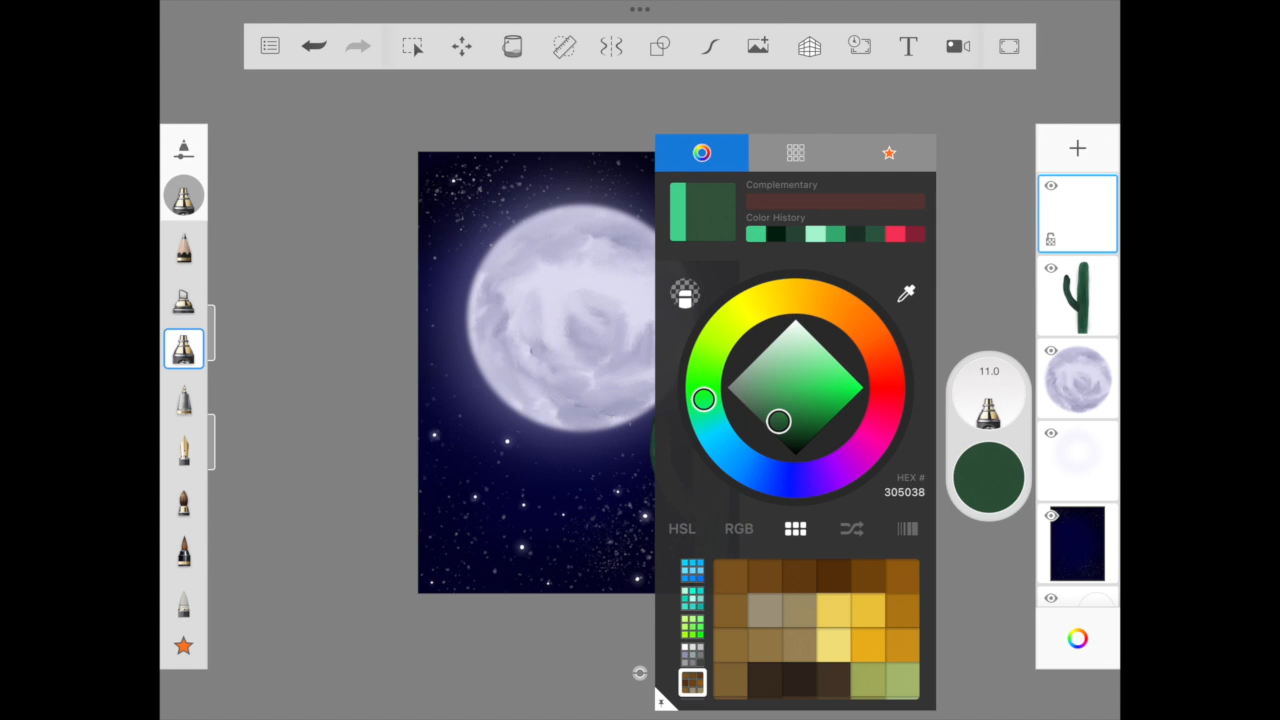 T
Complementary
Color History
11.0
HEX #
305038
HSL
RGB